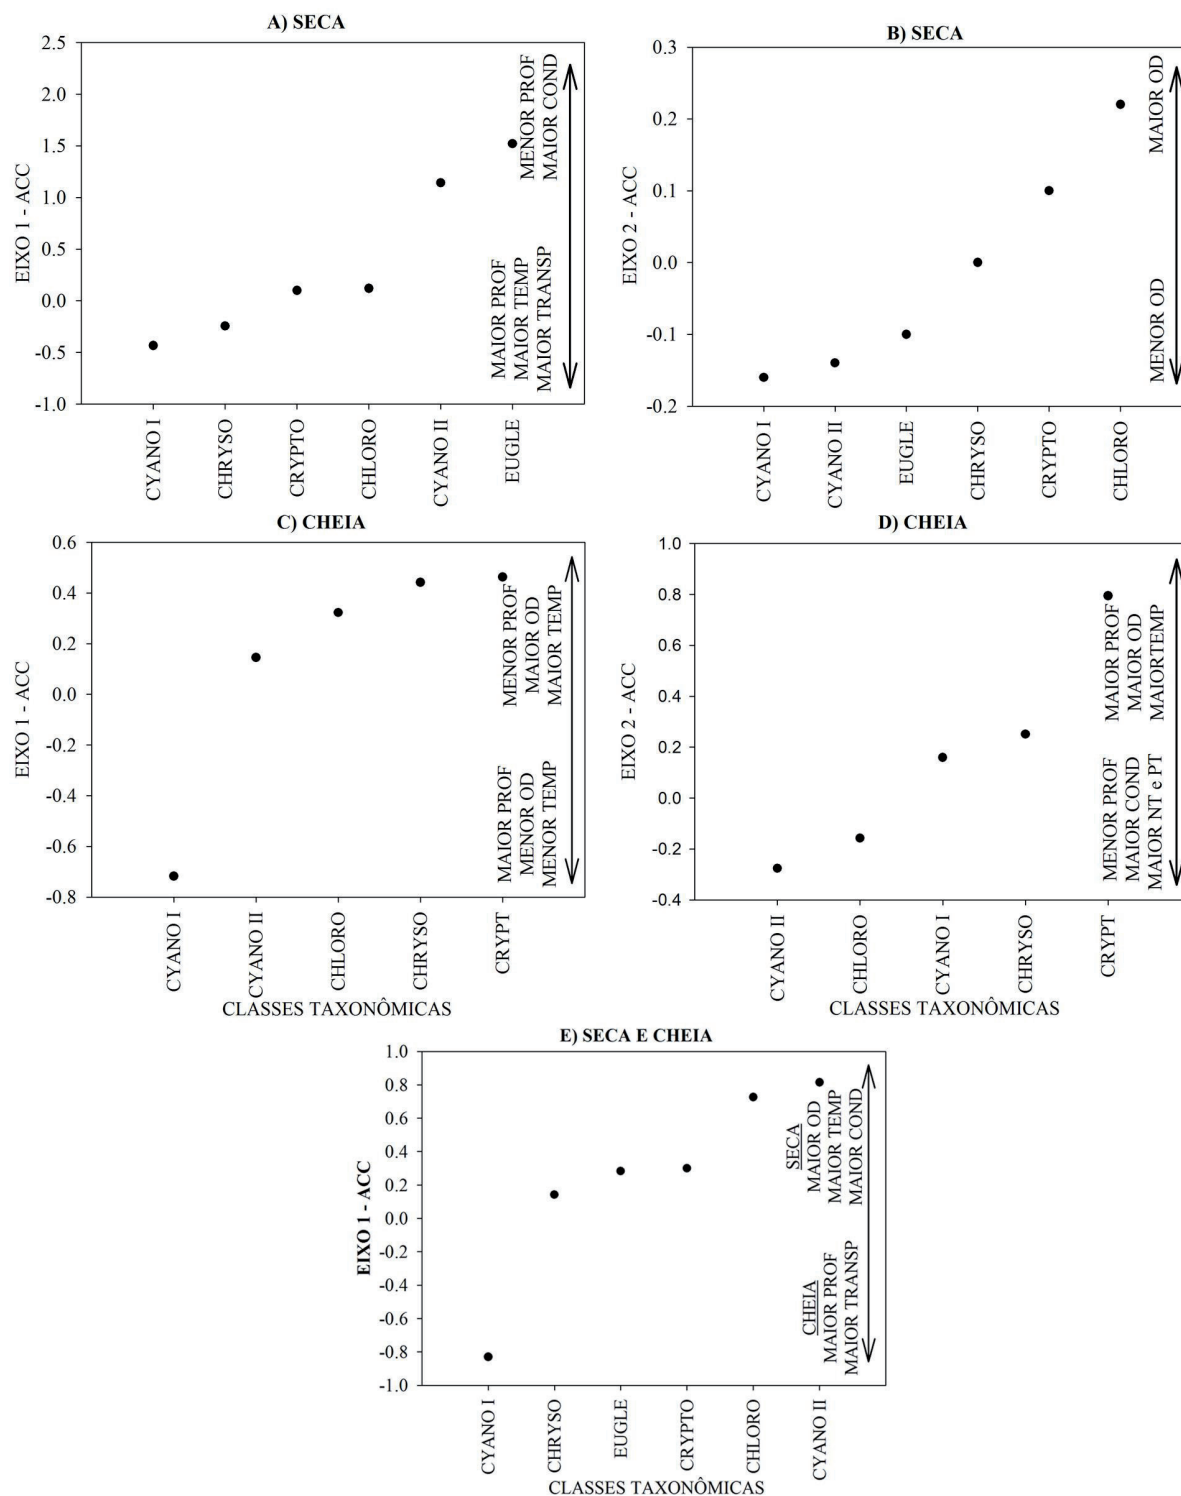 A) SECA
2.5
2.0
1.5
1.0
0.5
0.0
-0.5
-1.0
EIXO 1 - ACC
MENOR PROF
MAIOR COND
MAIOR PROF
MAIOR TEMP
MAIOR TRANSP
CYANO I
CHRYSO
CRYPTO
CHLORO
CYANO II
EUGLE
B) SECA
0.3
0.2
0.1
0.0
-0.1
-0.2
EIXO 2 - ACC
MAIOR OD
MENOR OD
CYANO I
CYANO II
EUGLE
CHRYSO
CRYPTO
CHLORO
C) CHEIA
0.6
0.4
0.2
0.0
-0.2
-0.4
-0.6
-0.8
EIXO 1 - ACC
MENOR PROF
MAIOR OD
MAIOR TEMP
MAIOR PROF
MENOR OD
MENOR TEMP
CYANO I
CYANO II
CHLORO
CHRYSO
CRYPT
CLASSES TAXONÔMICAS
D) CHEIA
1.0
0.8
0.6
0.4
0.2
0.0
-0.2
-0.4
EIXO 2 - ACC
MAIOR PROF
MAIOR OD
MAIORTEMP
MENOR PROF
MAIOR COND
MAIOR NT e PT
CYANO II
CHLORO
CYANO I
CHRYSO
CRYPT
CLASSES TAXONÔMICAS
E) SECA E CHEIA
1.0
0.8
0.6
0.4
0.2
0.0
-0.2
-0.4
-0.6
-0.8
-1.0
EIXO 1 - ACC
SECA
MAIOR OD
MAIOR TEMP
MAIOR COND
CHEIA
MAIOR PROF
MAIOR TRANSP
CYANO I
CHRYSO
EUGLE
CRYPTO
CHLORO
CYANO II
CLASSES TAXONÔMICAS